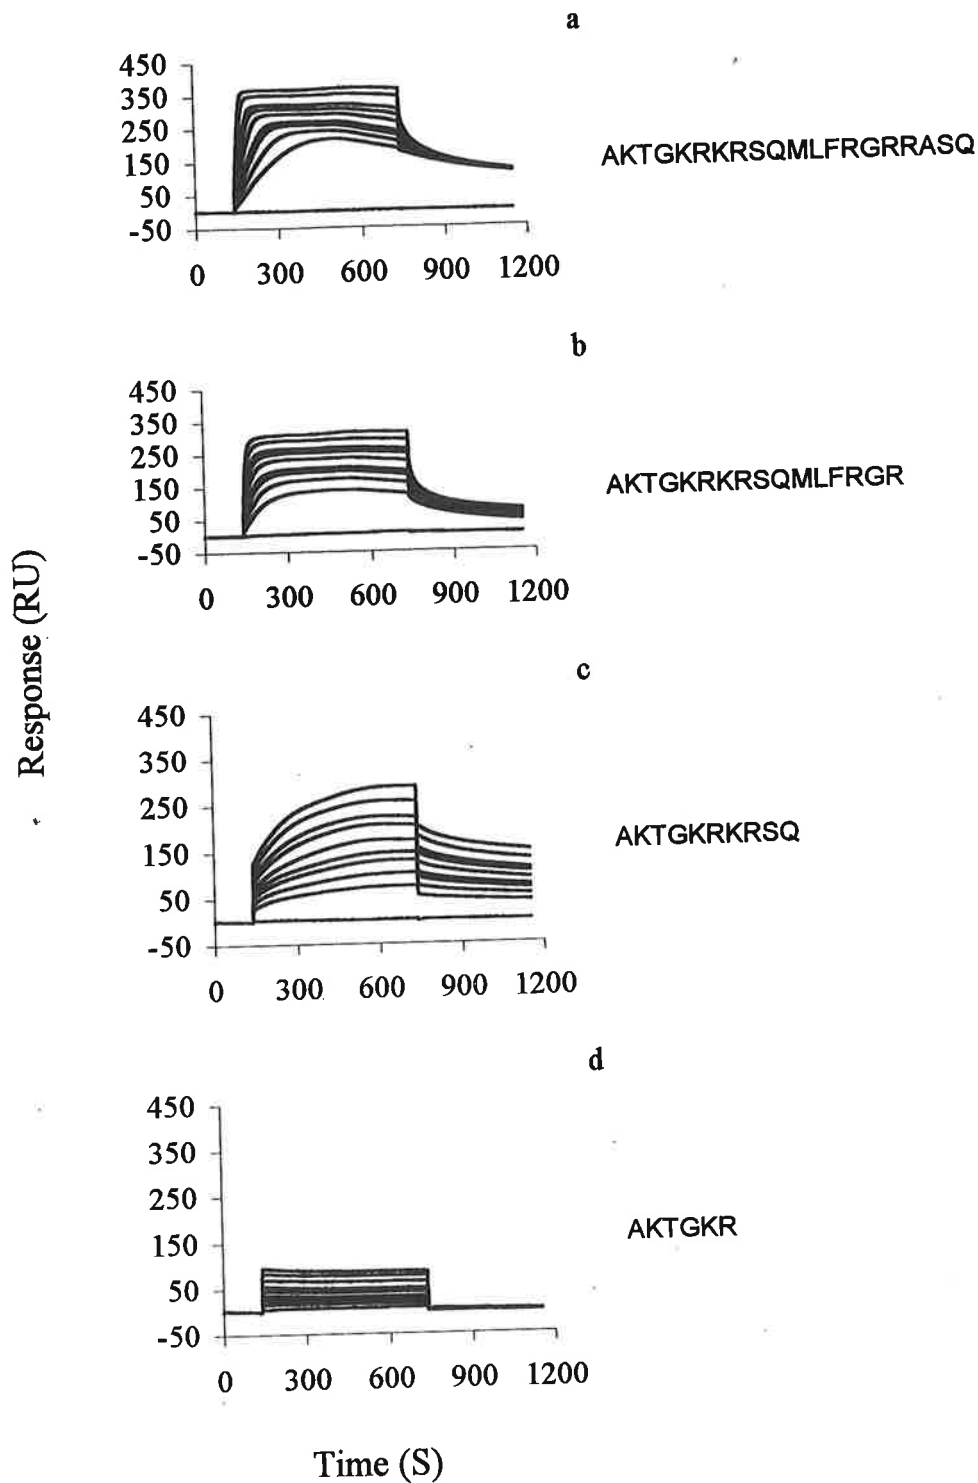 a
450
350
250
150
50
-50
0 300 600 900 1200
AKTGKRKRSQMLFRGRRASQ
b
450
350
250
150
50
-50
0 300 600 900 1200
AKTGKRKRSQMLFRGR
Response (RU)
c
450
350
250
150
50
-50
0 300 600 900 1200
AKTGKRKRSQ
d
450
350
250
150
50
-50
0 300 600 900 1200
AKTGKR
Time (S)